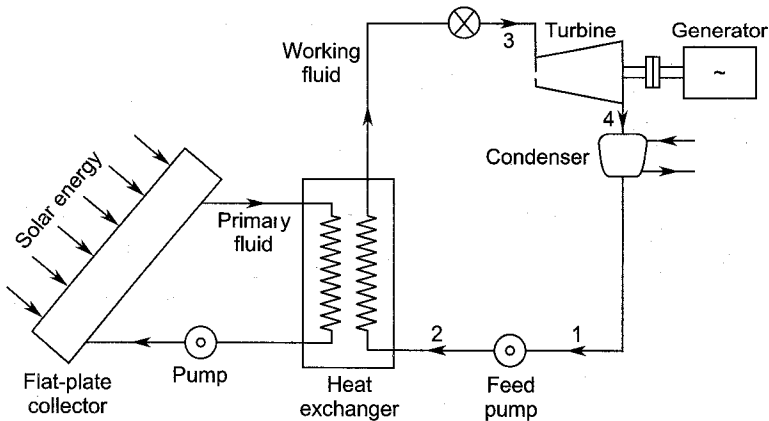 Turbine
Generator
3
Working
fluid
~
4
Condenser
Solar energy
Primary
fluid
2
1
Pump
Flat-plate
collector
Heat
exchanger
Feed
pump